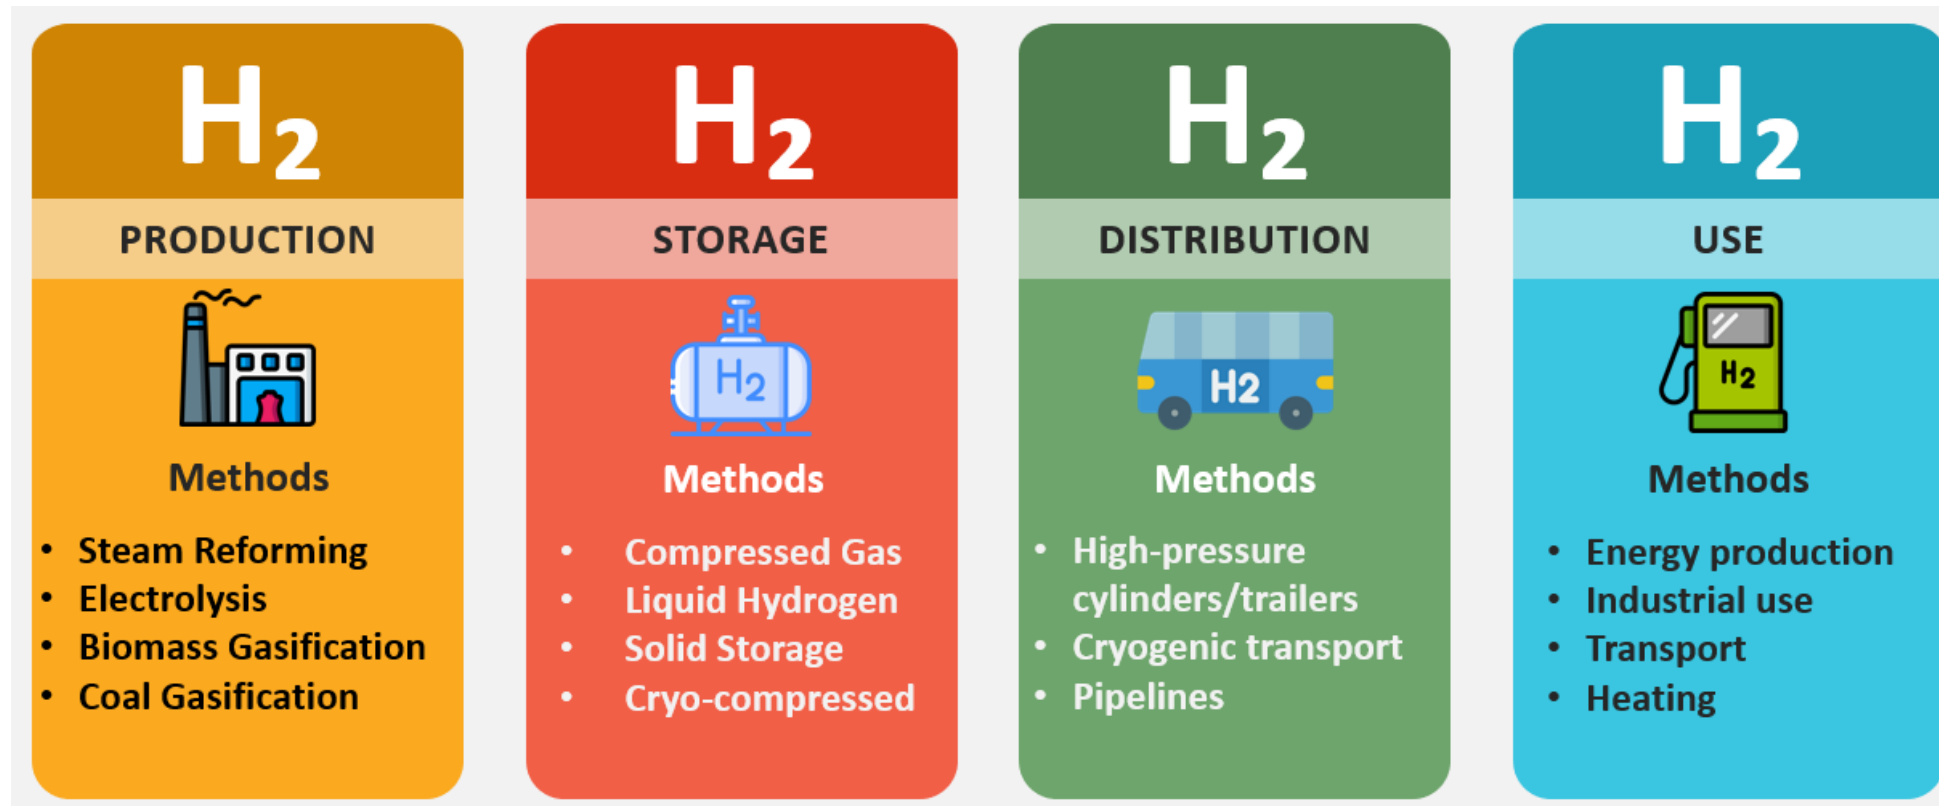 H₂
PRODUCTION
Methods
• Steam Reforming
• Electrolysis
• Biomass Gasification
• Coal Gasification
H₂
STORAGE
H₂
Methods
• Compressed Gas
• Liquid Hydrogen
• Solid Storage
• Cryo-compressed
H₂
DISTRIBUTION
H2
Methods
• High-pressure
cylinders/trailers
• Cryogenic transport
• Pipelines
H₂
USE
H₂
Methods
• Energy production
• Industrial use
• Transport
• Heating